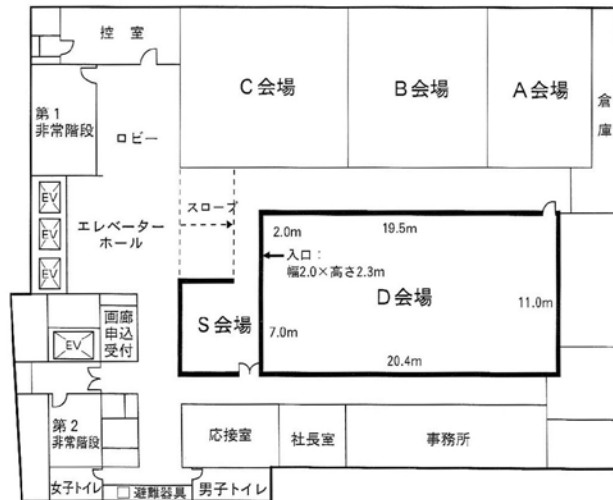 控 室
C会場
B会場
A会場
倉庫
第1
非常階段
ロビー
スロープ
EV
EV
EV
エレベーター
ホール
2.0m
19.5m
入口：
幅2.0×高さ2.3m
D会場
11.0m
S会場
7.0m
20.4m
画廊
申込
受付
EV
第2
非常階段
応接室
社長室
事務所
女子トイレ
避難器具
男子トイレ